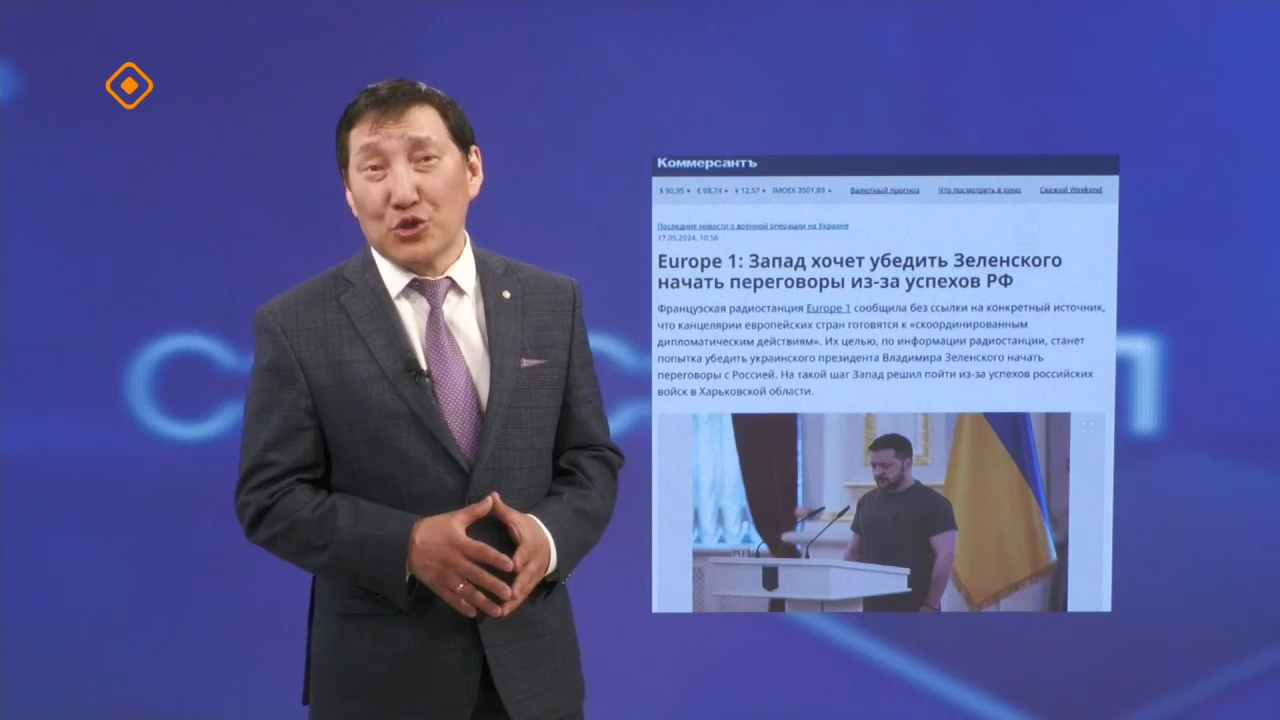 Коммерсантъ
$ 90,95 € 98,74 ¥ 12,57 IMOEX 3501,89 Валютный прогноз Что посмотреть в кино Свежий Weekend
Последние новости о военной операции на Украине
17.05.2024, 10:56
Europe 1: Запад хочет убедить Зеленского
начать переговоры из-за успехов РФ
Французская радиостанция Europe 1 сообщила без ссылки на конкретный источник,
что канцелярии европейских стран готовятся к «скоординированным
дипломатическим действиям». Их целью, по информации радиостанции, станет
попытка убедить украинского президента Владимира Зеленского начать
переговоры с Россией. На такой шаг Запад решил пойти из-за успехов российских
войск в Харьковской области.